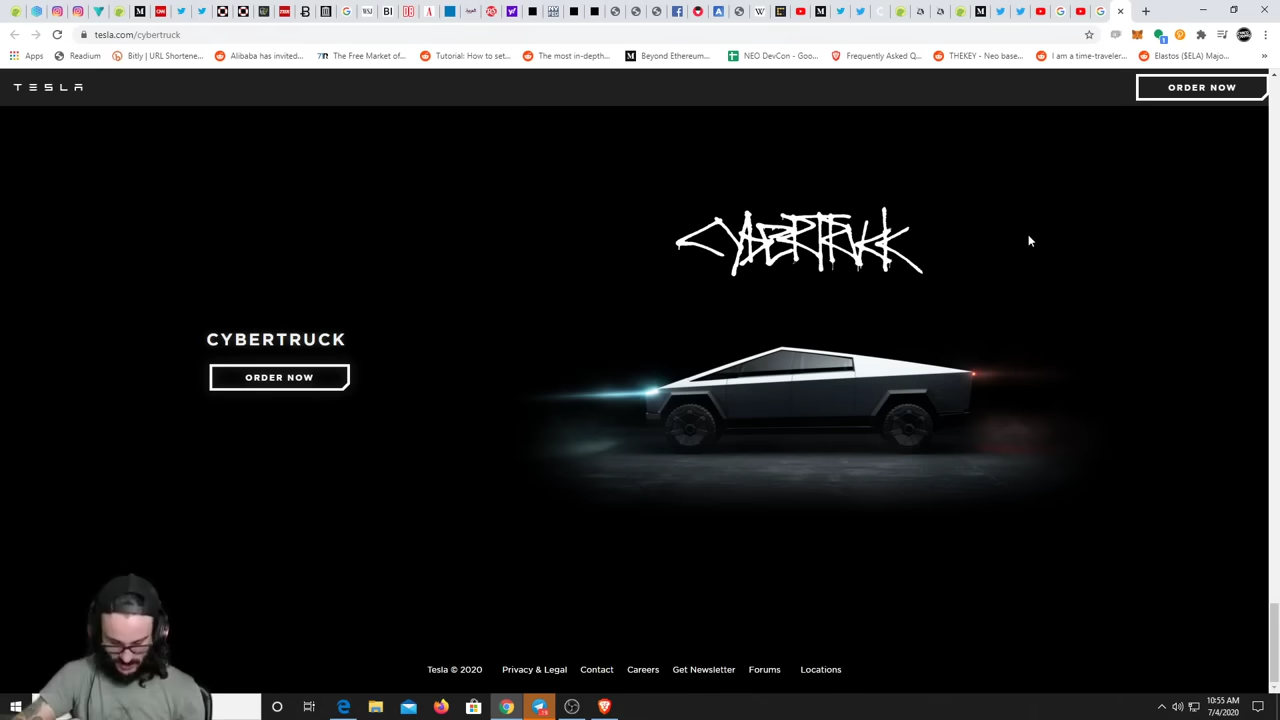 tesla.com/cybertruck
Apps
Readium
Bitly | URL Shortene...
Alibaba has invited...
The Free Market of...
Tutorial: How to set...
The most in-depth...
Beyond Ethereum...
NEO DevCon - Goo...
Frequently Asked Q...
THEKEY - Neo base...
I am a time-traveler...
Elastos ($ELA) Majo...
»
TESLA
ORDER NOW
CYBERTRUCK
CYBERTRUCK
ORDER NOW
Tesla © 2020
Privacy & Legal
Contact
Careers
Get Newsletter
Forums
Locations
10:55 AM
7/4/2020